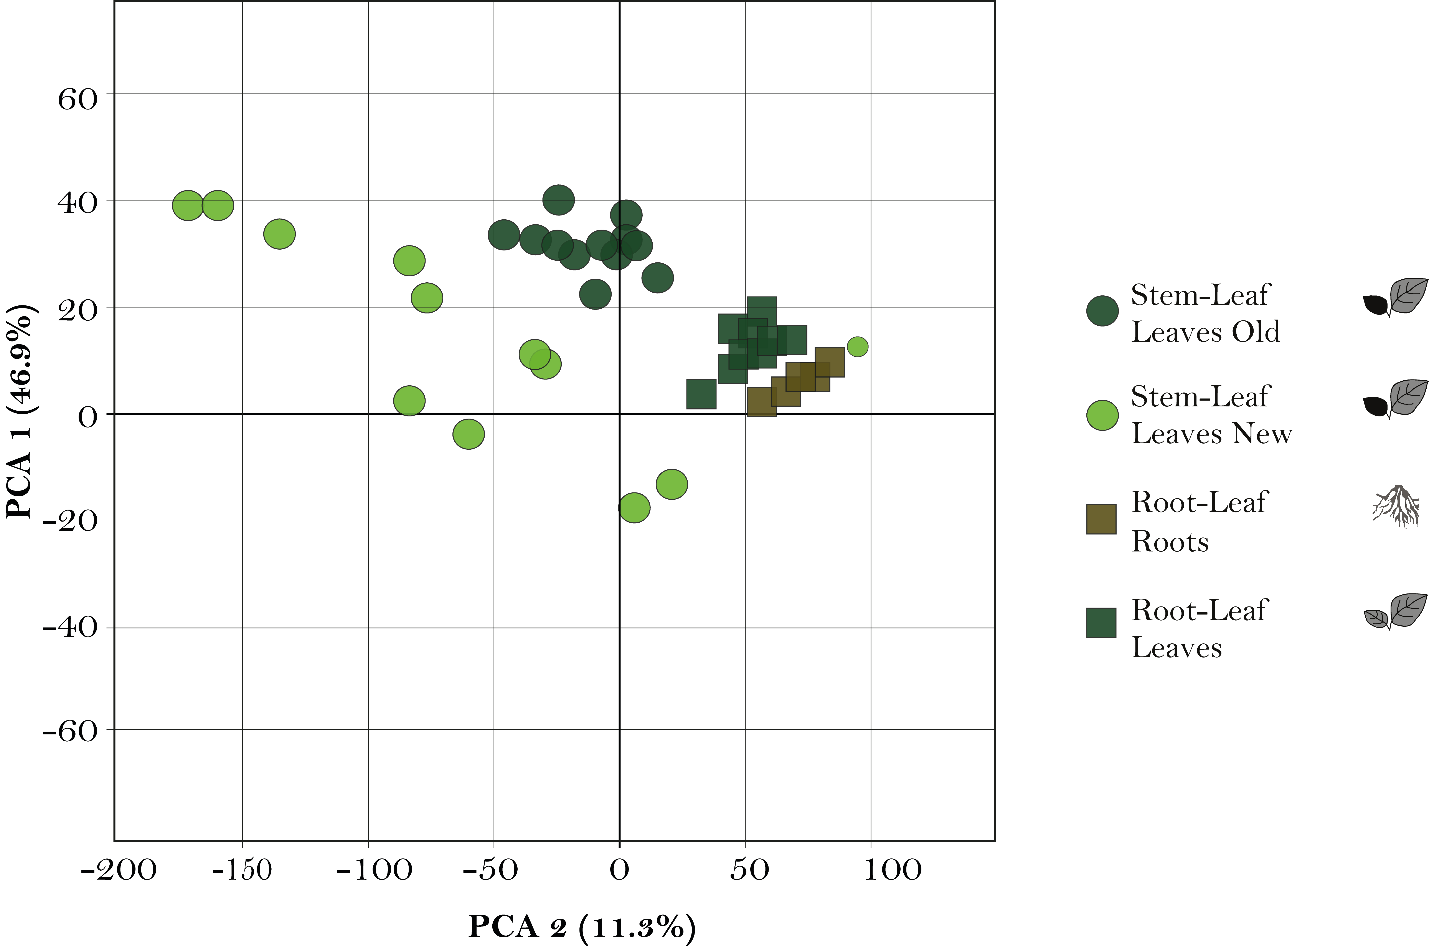 60
40
20
0
-20
-40
-60
PCA 1 (46.9%)
-200 -150 -100 -50 0 50 100
PCA 2 (11.3%)
Stem-Leaf
Leaves Old
Stem-Leaf
Leaves New
Root-Leaf
Roots
Root-Leaf
Leaves